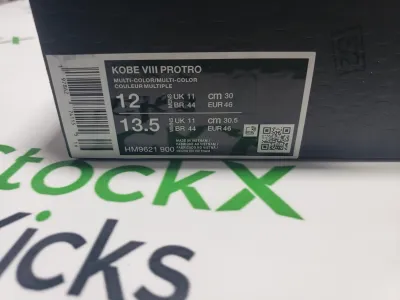 KOBE VIII PROTRO
MULTI-COLOR/MULTI-COLOR
COULEUR MULTIPLE
12 UK 11 cm 30
BR 44 EUR 46
13.5 UK 11 cm 30.5
BR 44 EUR 46
HM9621 900
StockX
Kicks